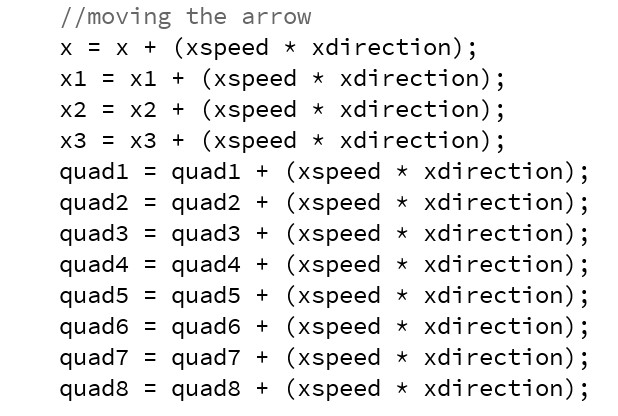 //moving the arrow
x = x + (xspeed * xdirection);
x1 = x1 + (xspeed * xdirection);
x2 = x2 + (xspeed * xdirection);
x3 = x3 + (xspeed * xdirection);
quad1 = quad1 + (xspeed * xdirection);
quad2 = quad2 + (xspeed * xdirection);
quad3 = quad3 + (xspeed * xdirection);
quad4 = quad4 + (xspeed * xdirection);
quad5 = quad5 + (xspeed * xdirection);
quad6 = quad6 + (xspeed * xdirection);
quad7 = quad7 + (xspeed * xdirection);
quad8 = quad8 + (xspeed * xdirection);